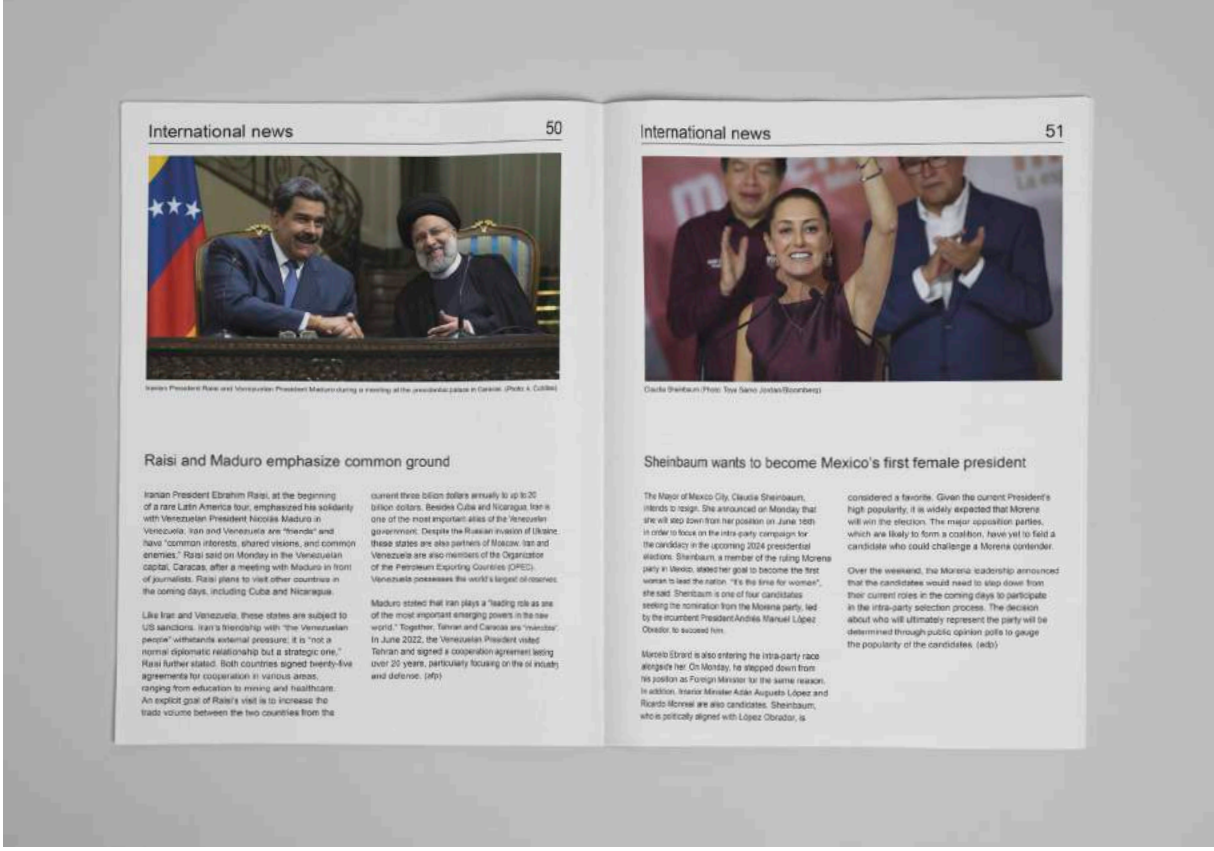 International news 50
Iranian President Raisi and Venezuelan President Maduro during a meeting at the presidential palace in Caracas. (Photo:
Raisi and Maduro emphasize common ground
Iranian President Ebrahim Raisi, at the beginning
of a rare Latin America tour, emphasized his solidarity
with Venezuelan President Nicolás Maduro in
Venezuela. Iran and Venezuela are "friends" and
have "common interests, shared visions, and common
enemies," Raisi said on Monday in the Venezuelan
capital, Caracas, after a meeting with Maduro in front
of journalists. Raisi plans to visit other countries in
the coming days, including Cuba and Nicaragua.
Like Iran and Venezuela, these states are subject to
US sanctions. Iran's friendship with "the Venezuelan
people" withstands external pressure; it is "not a
normal diplomatic relationship but a strategic one,"
Raisi further stated. Both countries signed twenty-five
agreements for cooperation in various areas,
ranging from education to mining and healthcare.
An explicit goal of Raisi's visit is to increase the
trade volume between the two countries from the
current three billion dollars annually to up to 20
billion dollars. Besides Cuba and Nicaragua, Iran is
one of the most important allies of the Venezuelan
government. Despite the Russian invasion of Ukraine,
these states are also partners of Moscow. Iran and
Venezuela are also members of the Organization
of the Petroleum Exporting Countries (OPEC).
Venezuela possesses the world's largest oil reserves.
Maduro stated that Iran plays a "leading role as one
of the most important emerging powers in the new
world." Together, Tehran and Caracas are "invincible".
In June 2022, the Venezuelan President visited
Tehran and signed a cooperation agreement lasting
over 20 years, particularly focusing on the oil industry
and defense. (afp)
International news 51
Claudia Sheinbaum (Photo: Toya Sarno Jordan/Bloomberg)
Sheinbaum wants to become Mexico's first female president
The Mayor of Mexico City, Claudia Sheinbaum,
intends to resign. She announced on Monday that
she will step down from her position on June 16th
in order to focus on the intra-party campaign for
the candidacy in the upcoming 2024 presidential
elections. Sheinbaum, a member of the ruling Morena
party in Mexico, stated her goal to become the first
woman to lead the nation. "It's the time for women",
she said. Sheinbaum is one of four candidates
seeking the nomination from the Morena party, led
by the incumbent President Andrés Manuel López
Obrador, to succeed him.
Marcelo Ebrard is also entering the intra-party race
alongside her. On Monday, he stepped down from
his position as Foreign Minister for the same reason.
In addition, Interior Minister Adán Augusto López and
Ricardo Monreal are also candidates. Sheinbaum,
who is politically aligned with López Obrador, is
considered a favorite. Given the current President's
high popularity, it is widely expected that Morena
will win the election. The major opposition parties,
which are likely to form a coalition, have yet to field a
candidate who could challenge a Morena contender.
Over the weekend, the Morena leadership announced
that the candidates would need to step down from
their current roles in the coming days to participate
in the intra-party selection process. The decision
about who will ultimately represent the party will be
determined through public opinion polls to gauge
the popularity of the candidates. (adp)